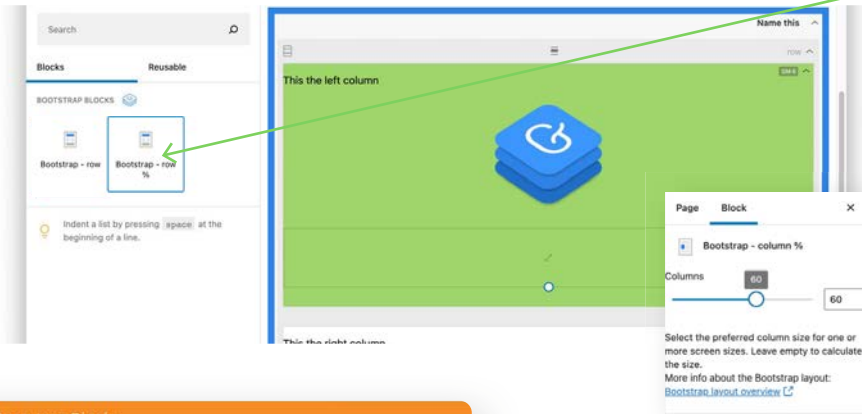 Search
Blocks
Reusable
BOOTSTRAP BLOCKS
Bootstrap - row
Bootstrap - row
%
Indent a list by pressing space at the
beginning of a line.
Name this
row
This the left column
This the right column
Page
Block
Bootstrap - column %
Columns
60
60
Select the preferred column size for one or
more screen sizes. Leave empty to calculate
the size.
More info about the Bootstrap layout:
Bootstrap layout overview